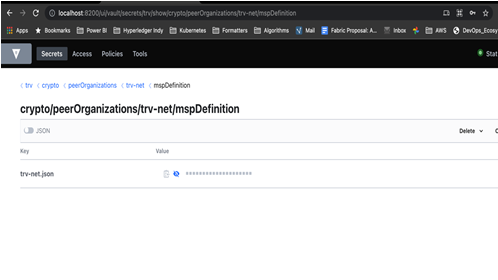 localhost:8200/ui/vault/secrets/trv/show/crypto/peerOrganizations/trv-net/mspDefinition
Apps Bookmarks Power BI Hyperledger Indy Kubernetes Formatters Algorithms Mail Fabric Proposal: A... Inbox AWS DevOps_Ecosy
Secrets Access Policies Tools Stat
< trv < crypto < peerOrganizations < trv-net < mspDefinition
crypto/peerOrganizations/trv-net/mspDefinition
JSON Delete
Key Value
trv-net.json *******************